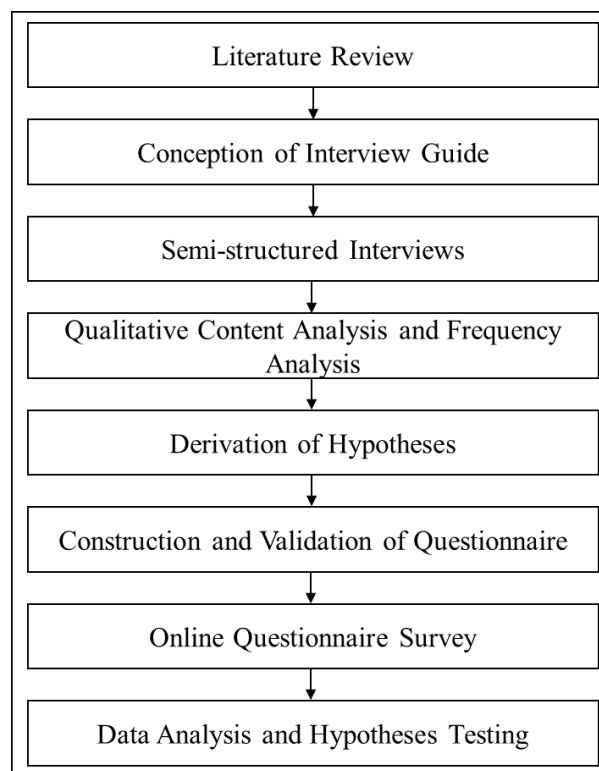 Literature Review
Conception of Interview Guide
Semi-structured Interviews
Qualitative Content Analysis and Frequency
Analysis
Derivation of Hypotheses
Construction and Validation of Questionnaire
Online Questionnaire Survey
Data Analysis and Hypotheses Testing